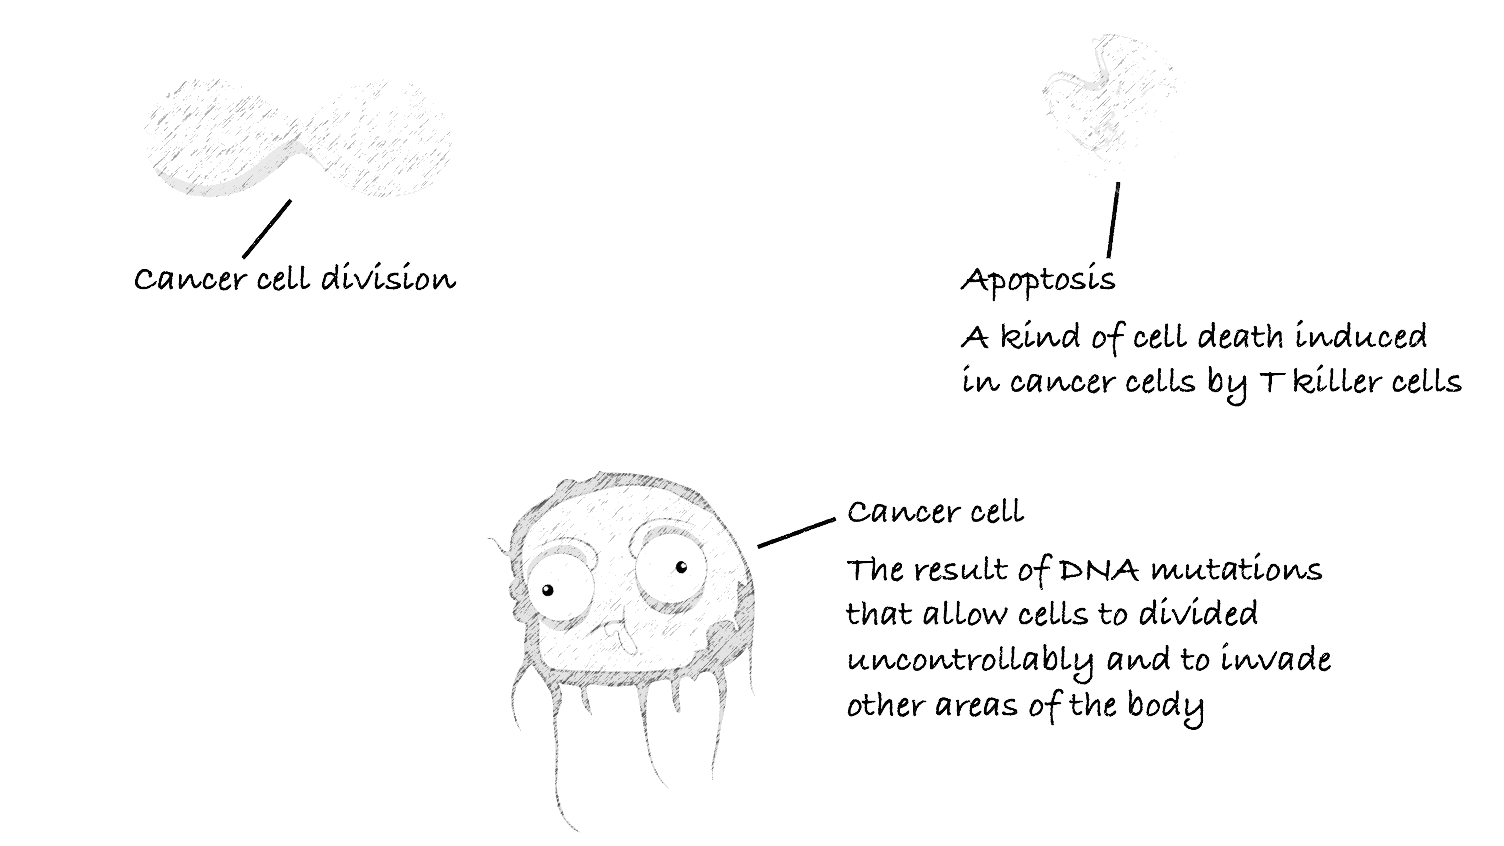 Cancer cell division
Apoptosis
A kind of cell death induced
in cancer cells by T killer cells
Cancer cell
The result of DNA mutations
that allow cells to divided
uncontrollably and to invade
other areas of the body